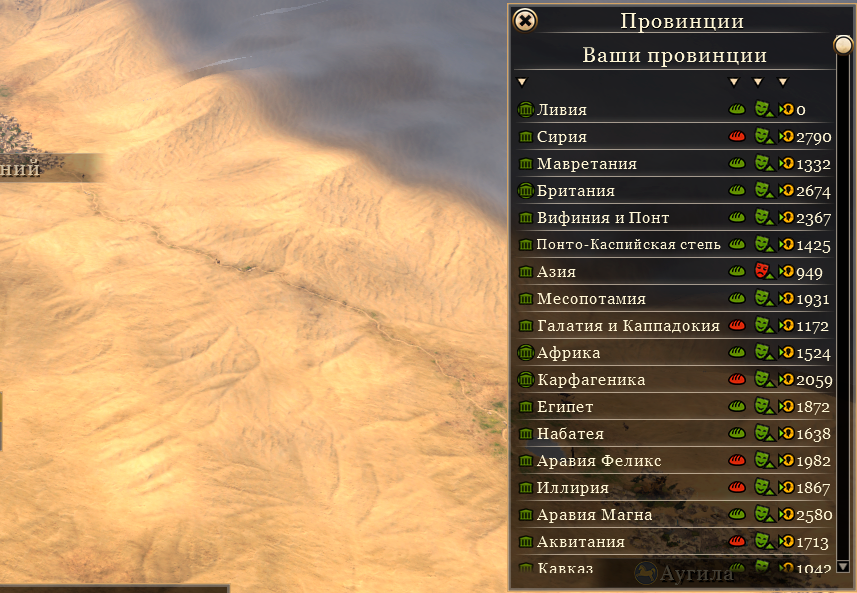 Провинции
Ваши провинции
Ливия 0
Сирия 2790
Мавретания 1332
Британия 2674
Вифиния и Понт 2367
Понто-Каспийская степь 1425
Азия 949
Месопотамия 1931
Галатия и Каппадокия 1172
Африка 1524
Карфагеника 2059
Египет 1872
Набатея 1638
Аравия Феликс 1982
Иллирия 1867
Аравия Магна 2580
Аквитания 1713
Кавказ 1042
Аугила
ний